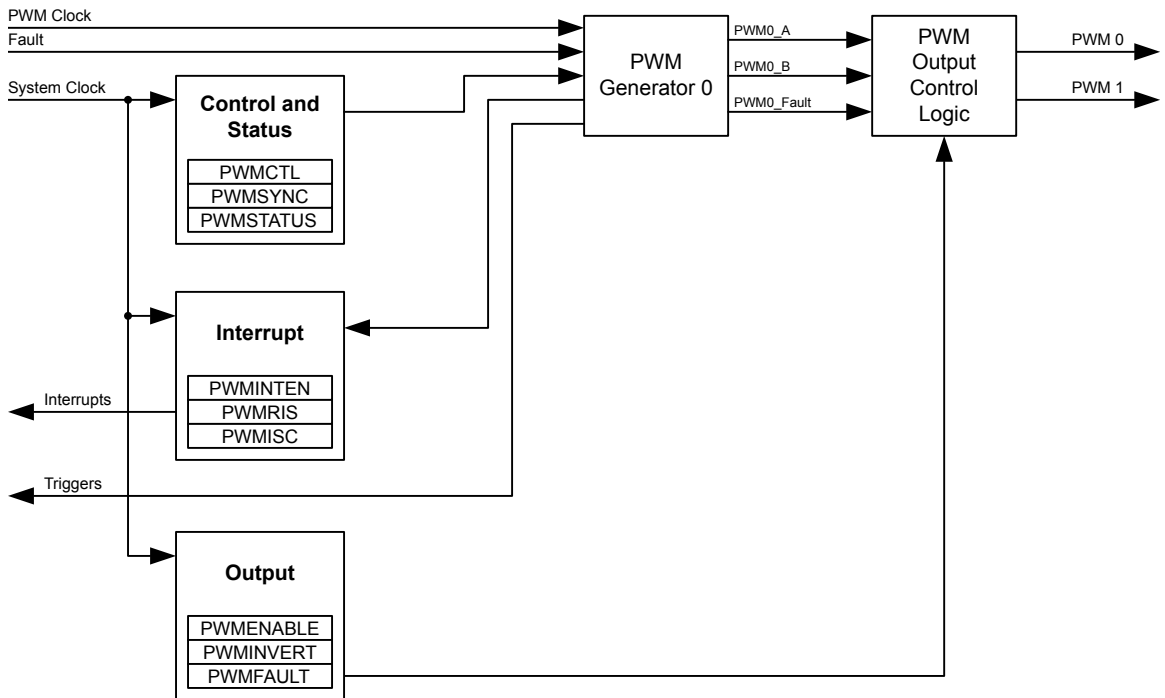 PWM Clock
Fault
System Clock
Control and
Status
PWMCTL
PWMSYNC
PWMSTATUS
Interrupt
PWMINTEN
PWMRIS
PWMISC
Interrupts
Triggers
Output
PWMENABLE
PWMINVERT
PWMFAULT
PWM
Generator 0
PWM0_A
PWM0_B
PWM0_Fault
PWM
Output
Control
Logic
PWM 0
PWM 1